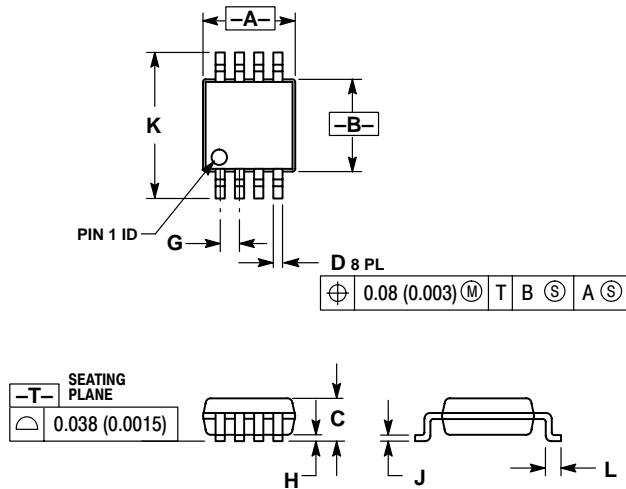 –A–
K
–B–
PIN 1 ID
G
D 8 PL
⌖ 0.08 (0.003) Ⓜ T B Ⓢ A Ⓢ
–T– SEATING PLANE
⌓ 0.038 (0.0015)
C
H
J
L